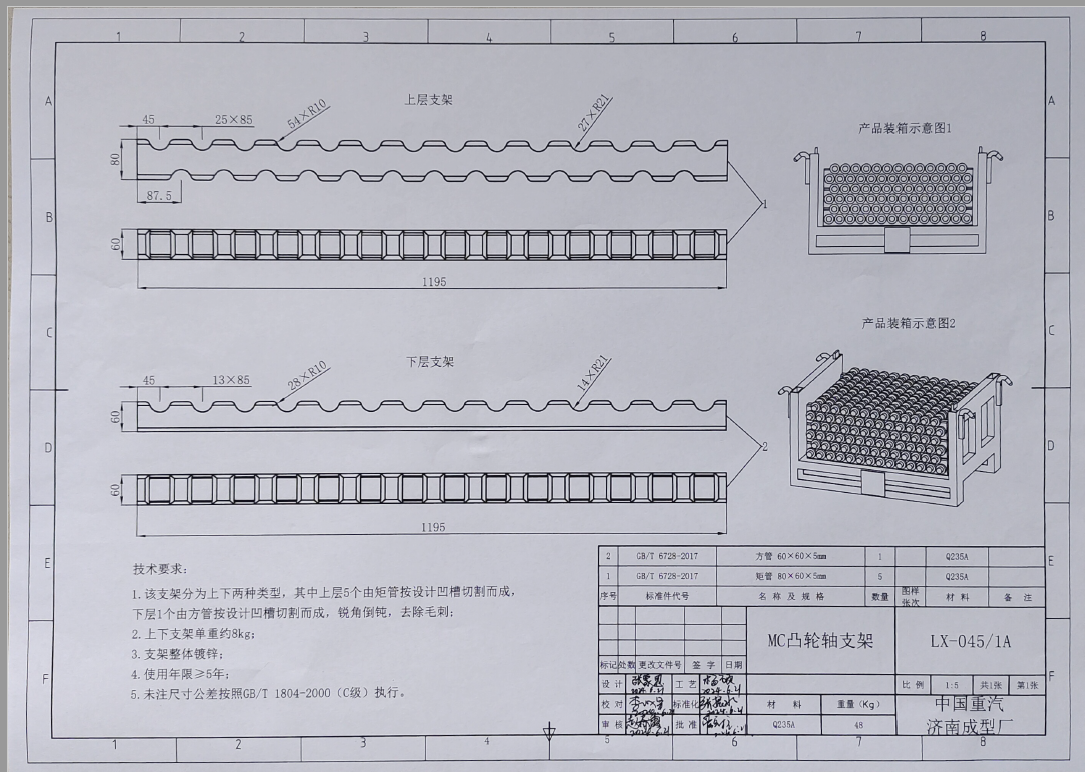 1 2 3 4 5 6 7 8
A
B
C
D
E
F
A
B
C
D
E
F
上层支架
45
25×85
54×R10
27×R21
80
87.5
1
60
1195
产品装箱示意图1
产品装箱示意图2
下层支架
45
13×85
28×R10
14×R21
60
2
60
1195
技术要求:
1.该支架分为上下两种类型，其中上层5个由矩管按设计凹槽切割而成，
下层1个由方管按设计凹槽切割而成，锐角倒钝，去除毛刺;
2.上下支架单重约8kg;
3.支架整体镀锌;
4.使用年限≥5年;
5.未注尺寸公差按照GB/T 1804-2000（C级）执行。
2 GB/T 6728-2017 方管 60×60×5mm 1 Q235A
1 GB/T 6728-2017 矩管 80×60×5mm 5 Q235A
序号 标准件代号 名 称 及 规 格 数量 图样张次 材 料 备 注
MC凸轮轴支架
LX-045/1A
标记 处数 更改文件号 签 字 日期
设 计 工 艺
比 例 1:5 共1张 第1张
校 对 标准化 材 料 重量(Kg)
审 核 批 准 Q235A 48
中国重汽
济南成型厂
1 2 3 4 5 6 7 8